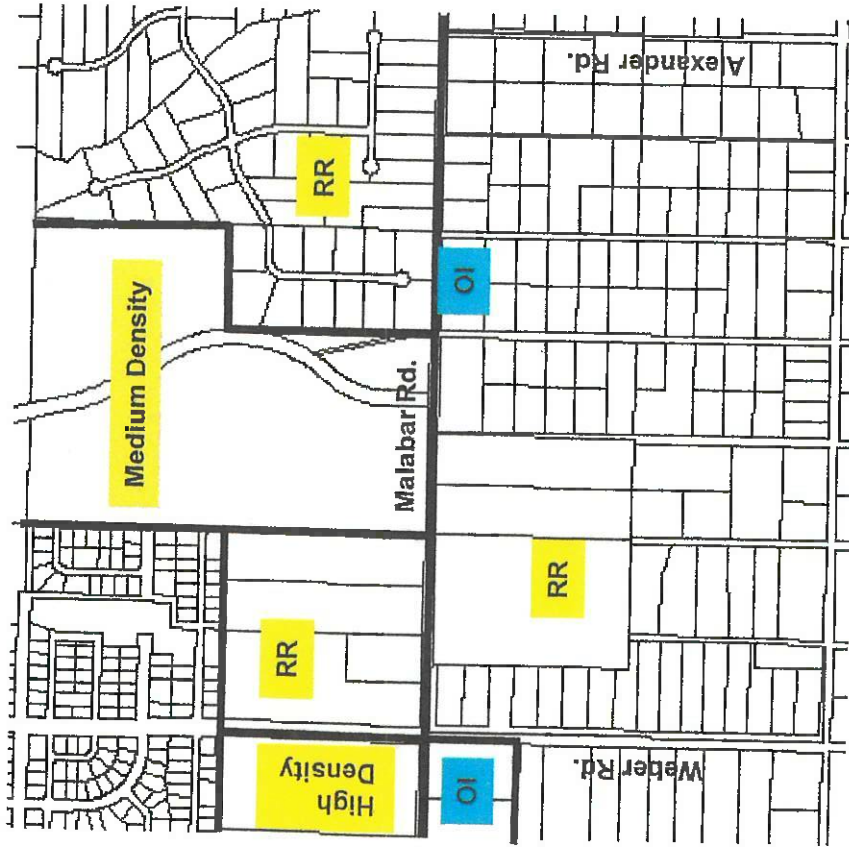 Alexander Rd.
RR
Medium Density
OI
Malabar Rd.
RR
RR
High
Density
OI
Weber Rd.